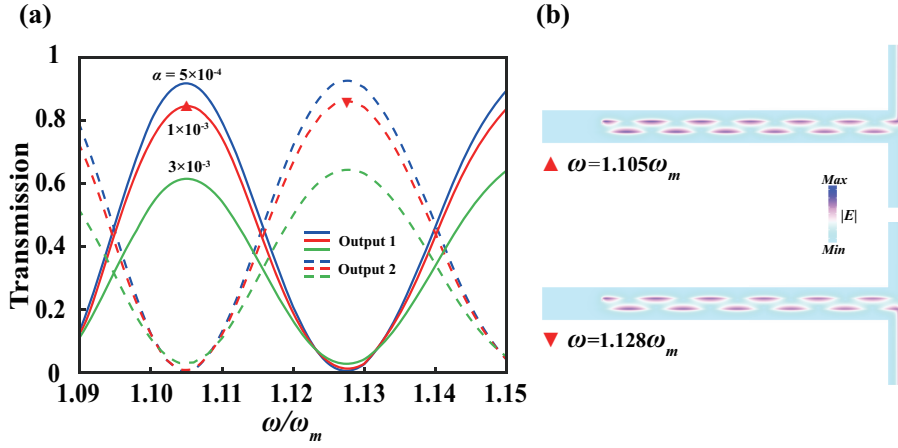 (a)
Transmission
1
0.8
0.6
0.4
0.2
0
α = 5×10⁻⁴
1×10⁻³
3×10⁻³
Output 1
Output 2
1.09 1.10 1.11 1.12 1.13 1.14 1.15
ω/ωₘ
(b)
ω=1.105ωₘ
Max
|E|
Min
ω=1.128ωₘ